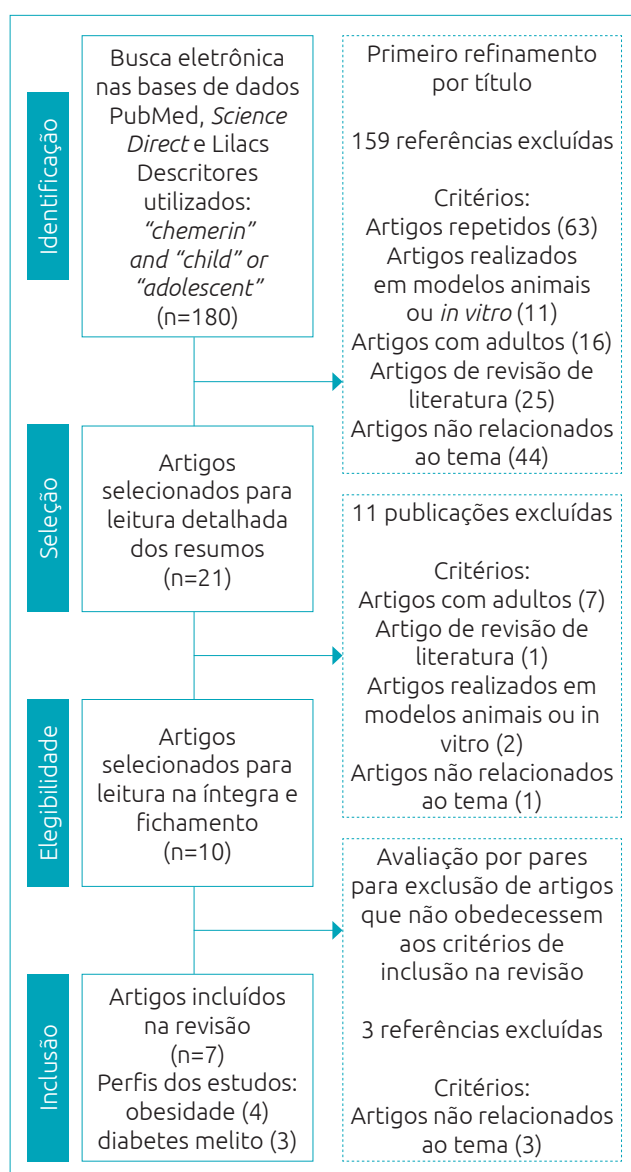 Identificação
Busca eletrônica
nas bases de dados
PubMed, Science
Direct e Lilacs
Descritores
utilizados:
“chemerin”
and “child” or
“adolescent”
(n=180)
Primeiro refinamento
por título
159 referências excluídas
Critérios:
Artigos repetidos (63)
Artigos realizados
em modelos animais
ou in vitro (11)
Artigos com adultos (16)
Artigos de revisão de
literatura (25)
Artigos não relacionados
ao tema (44)
Seleção
Artigos
selecionados para
leitura detalhada
dos resumos
(n=21)
11 publicações excluídas
Critérios:
Artigos com adultos (7)
Artigo de revisão de
literatura (1)
Artigos realizados em
modelos animais ou in
vitro (2)
Artigos não relacionados
ao tema (1)
Elegibilidade
Artigos
selecionados para
leitura na íntegra e
fichamento
(n=10)
Avaliação por pares
para exclusão de artigos
que não obedecessem
aos critérios de
inclusão na revisão
3 referências excluídas
Critérios:
Artigos não relacionados
ao tema (3)
Inclusão
Artigos incluídos
na revisão
(n=7)
Perfis dos estudos:
obesidade (4)
diabetes melito (3)